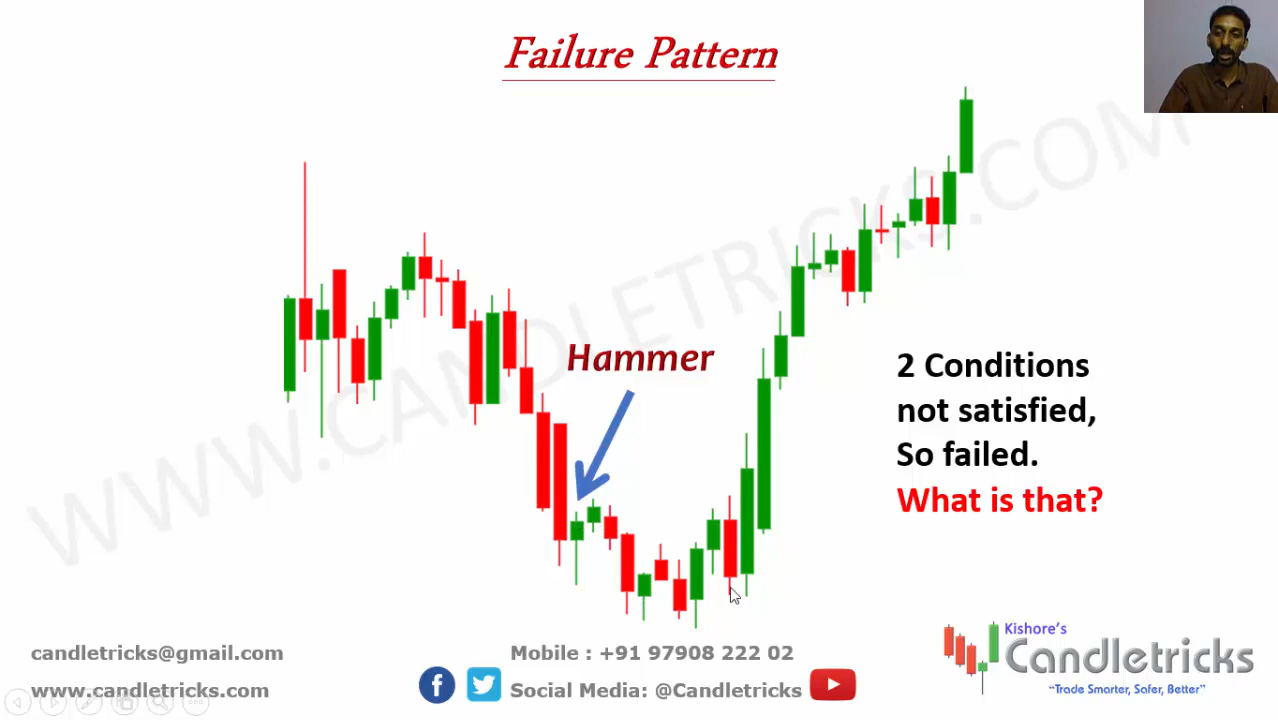 Failure Pattern
WWW.CANDLETRICKS.COM
Hammer
2 Conditions
not satisfied,
So failed.
What is that?
candletricks@gmail.com
www.candletricks.com
Mobile : +91 97908 222 02
Social Media: @Candletricks
Kishore's
Candletricks
“Trade Smarter, Safer, Better”